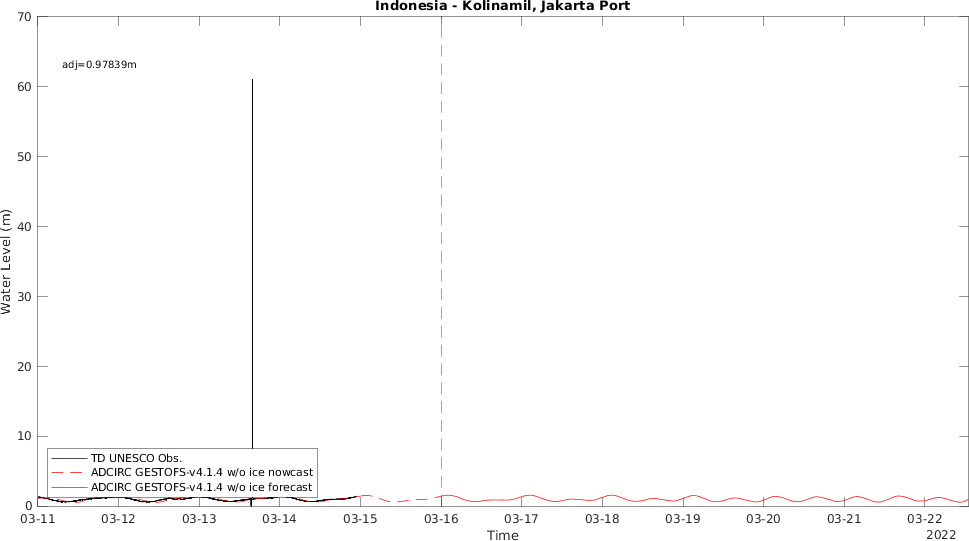 Indonesia - Kolinamil, Jakarta Port
70
adj=0.97839m
60
50
40
30
20
10
0
Water Level (m)
TD UNESCO Obs.
ADCIRC GESTOFS-v4.1.4 w/o ice nowcast
ADCIRC GESTOFS-v4.1.4 w/o ice forecast
03-11 03-12 03-13 03-14 03-15 03-16 03-17 03-18 03-19 03-20 03-21 03-22
Time
2022